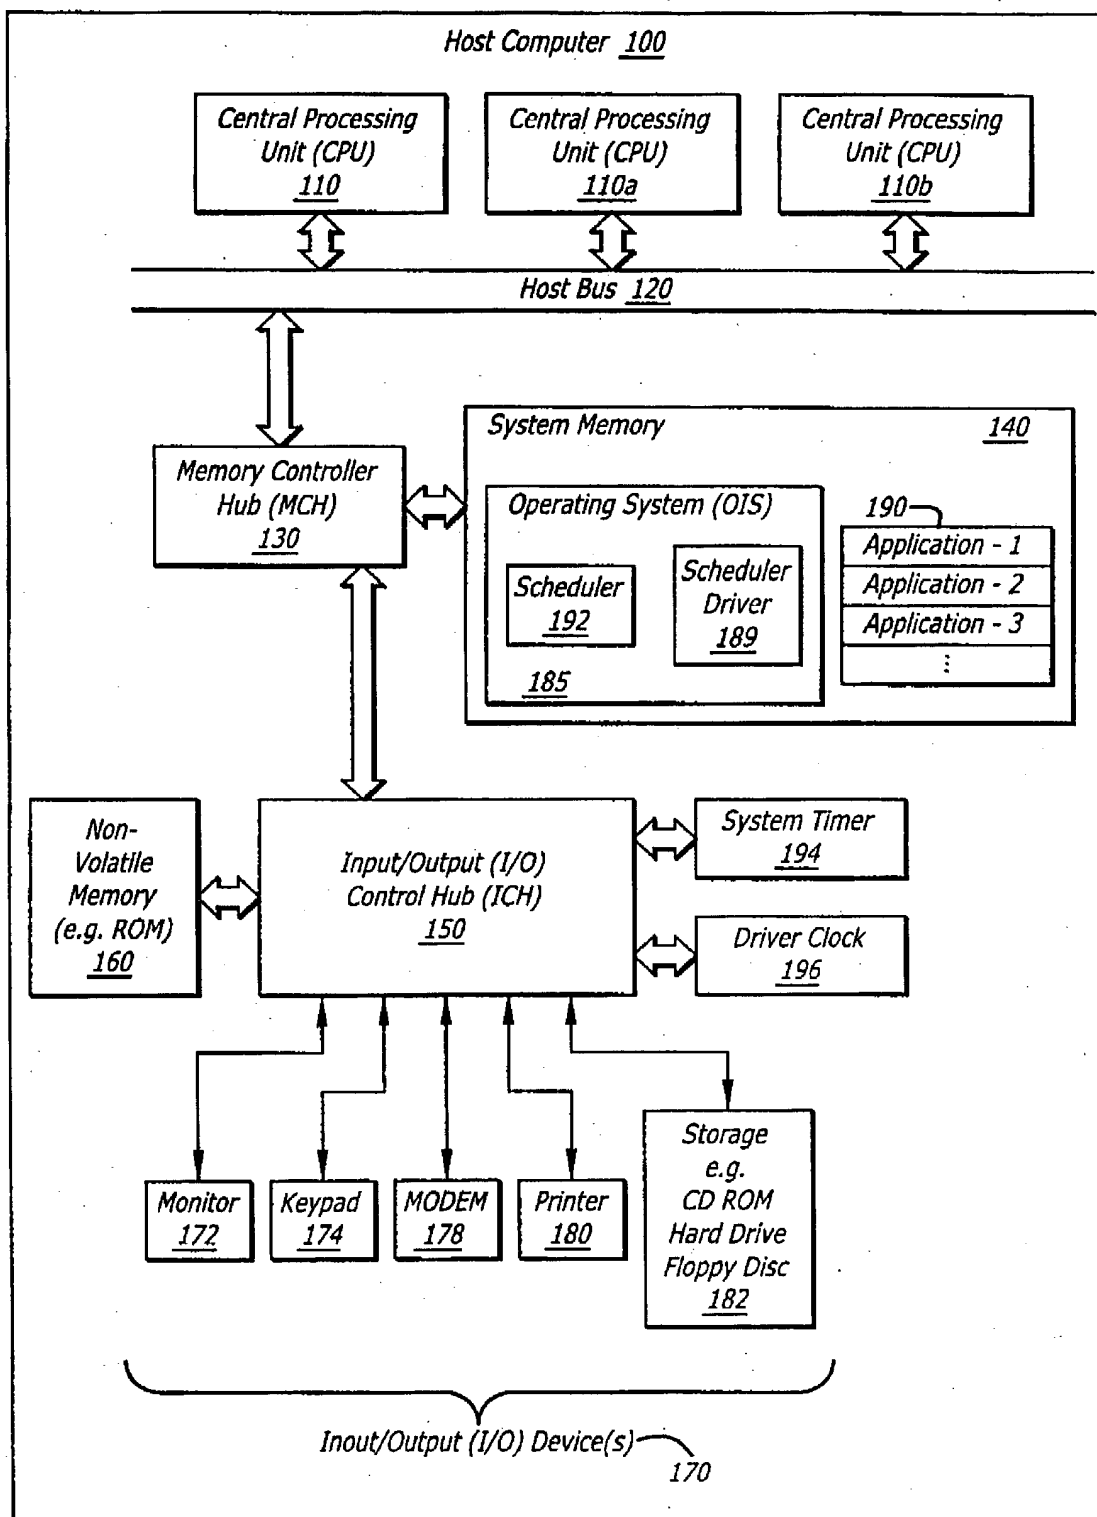 Host Computer 100
Central Processing
Unit (CPU)
110
Central Processing
Unit (CPU)
110a
Central Processing
Unit (CPU)
110b
Host Bus 120
System Memory
140
Memory Controller
Hub (MCH)
130
Operating System (OIS)
Scheduler
192
Scheduler
Driver
189
185
190
Application - 1
Application - 2
Application - 3
⋮
Non-
Volatile
Memory
(e.g. ROM)
160
Input/Output (I/O)
Control Hub (ICH)
150
System Timer
194
Driver Clock
196
Monitor
172
Keypad
174
MODEM
178
Printer
180
Storage
e.g.
CD ROM
Hard Drive
Floppy Disc
182
Inout/Output (I/O) Device(s)
170